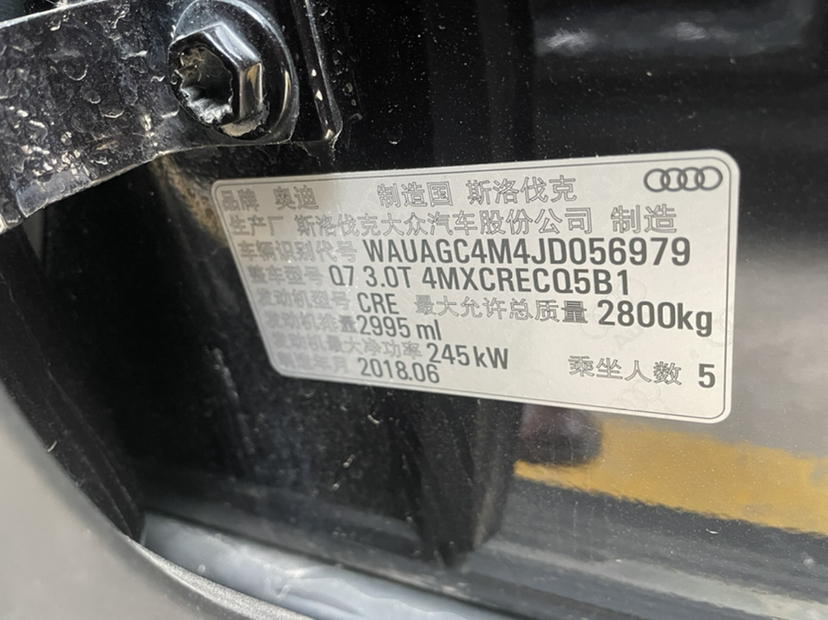 品牌 奥迪 制造国 斯洛伐克
生产厂 斯洛伐克大众汽车股份公司 制造
车辆识别代号 WAUAGC4M4JD056979
整车型号 Q7 3.0T 4MXCRECQ5B1
发动机型号 CRE 最大允许总质量 2800kg
发动机排量 2995 ml
发动机最大净功率 245 kW 乘坐人数 5
制造年月 2018.06